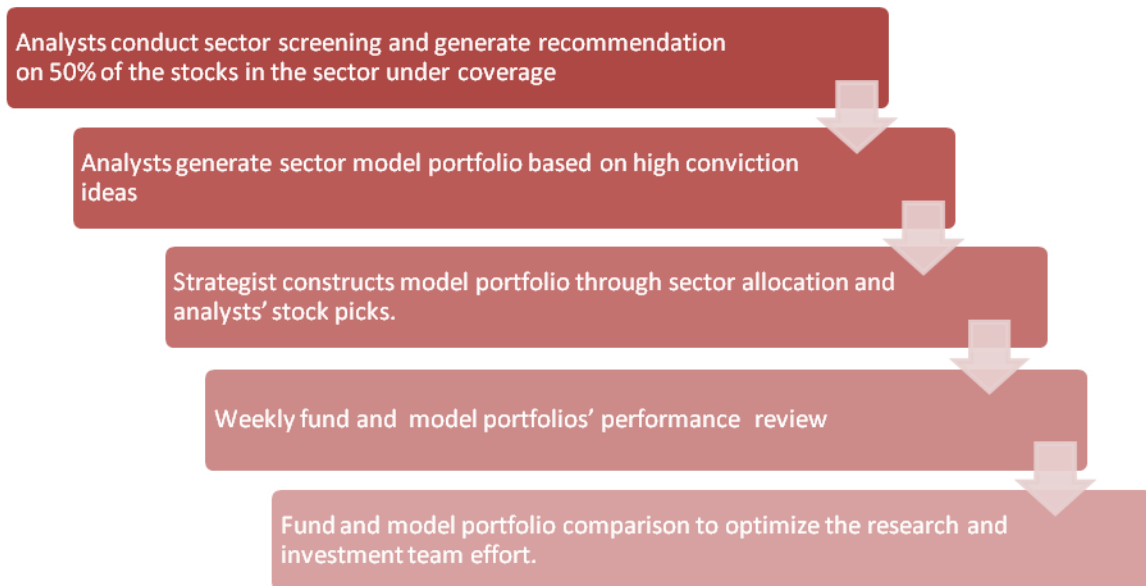 Analysts conduct sector screening and generate recommendation
on 50% of the stocks in the sector under coverage
Analysts generate sector model portfolio based on high conviction
ideas
Strategist constructs model portfolio through sector allocation and
analysts’ stock picks.
Weekly fund and model portfolios’ performance review
Fund and model portfolio comparison to optimize the research and
investment team effort.